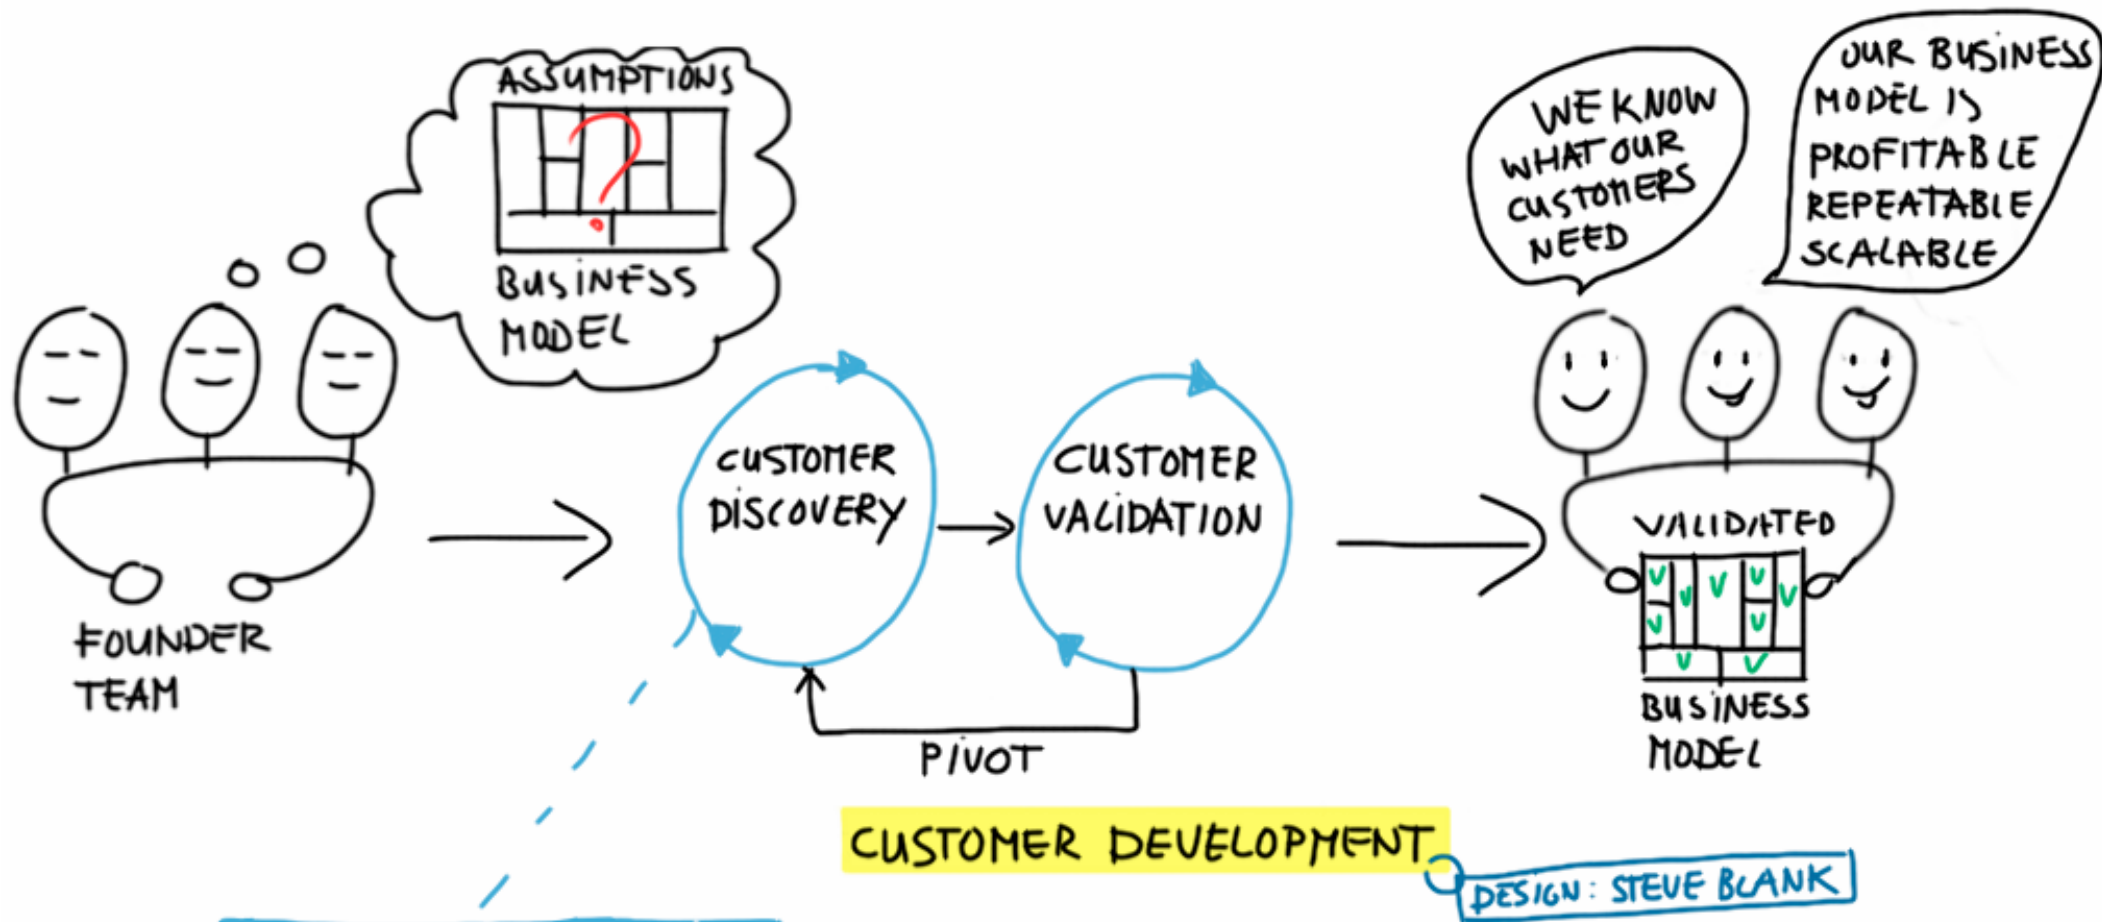 ASSUMPTIONS
?
BUSINESS
MODEL
FOUNDER
TEAM
CUSTOMER
DISCOVERY
CUSTOMER
VALIDATION
PIVOT
WE KNOW
WHAT OUR
CUSTOMERS
NEED
OUR BUSINESS
MODEL IS
PROFITABLE
REPEATABLE
SCALABLE
VALIDATED
BUSINESS
MODEL
CUSTOMER DEVELOPMENT
DESIGN: STEVE BLANK